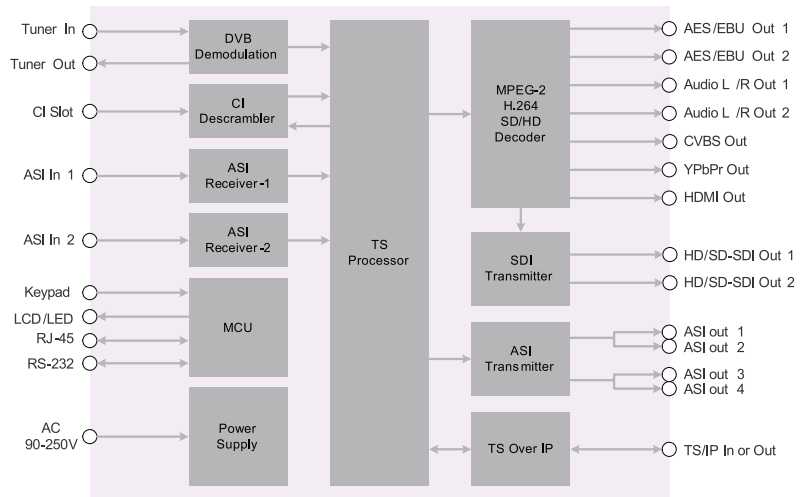 Tuner In
Tuner Out
CI Slot
ASI In 1
ASI In 2
Keypad
LCD/LED
RJ-45
RS-232
AC
90-250V
DVB
Demodulation
CI
Descrambler
ASI
Receiver-1
ASI
Receiver-2
MCU
Power
Supply
TS
Processor
MPEG-2
H.264
SD/HD
Decoder
SDI
Transmitter
ASI
Transmitter
TS Over IP
AES/EBU Out 1
AES/EBU Out 2
Audio L /R Out 1
Audio L /R Out 2
CVBS Out
YPbPr Out
HDMI Out
HD/SD-SDI Out 1
HD/SD-SDI Out 2
ASI out 1
ASI out 2
ASI out 3
ASI out 4
TS/IP In or Out